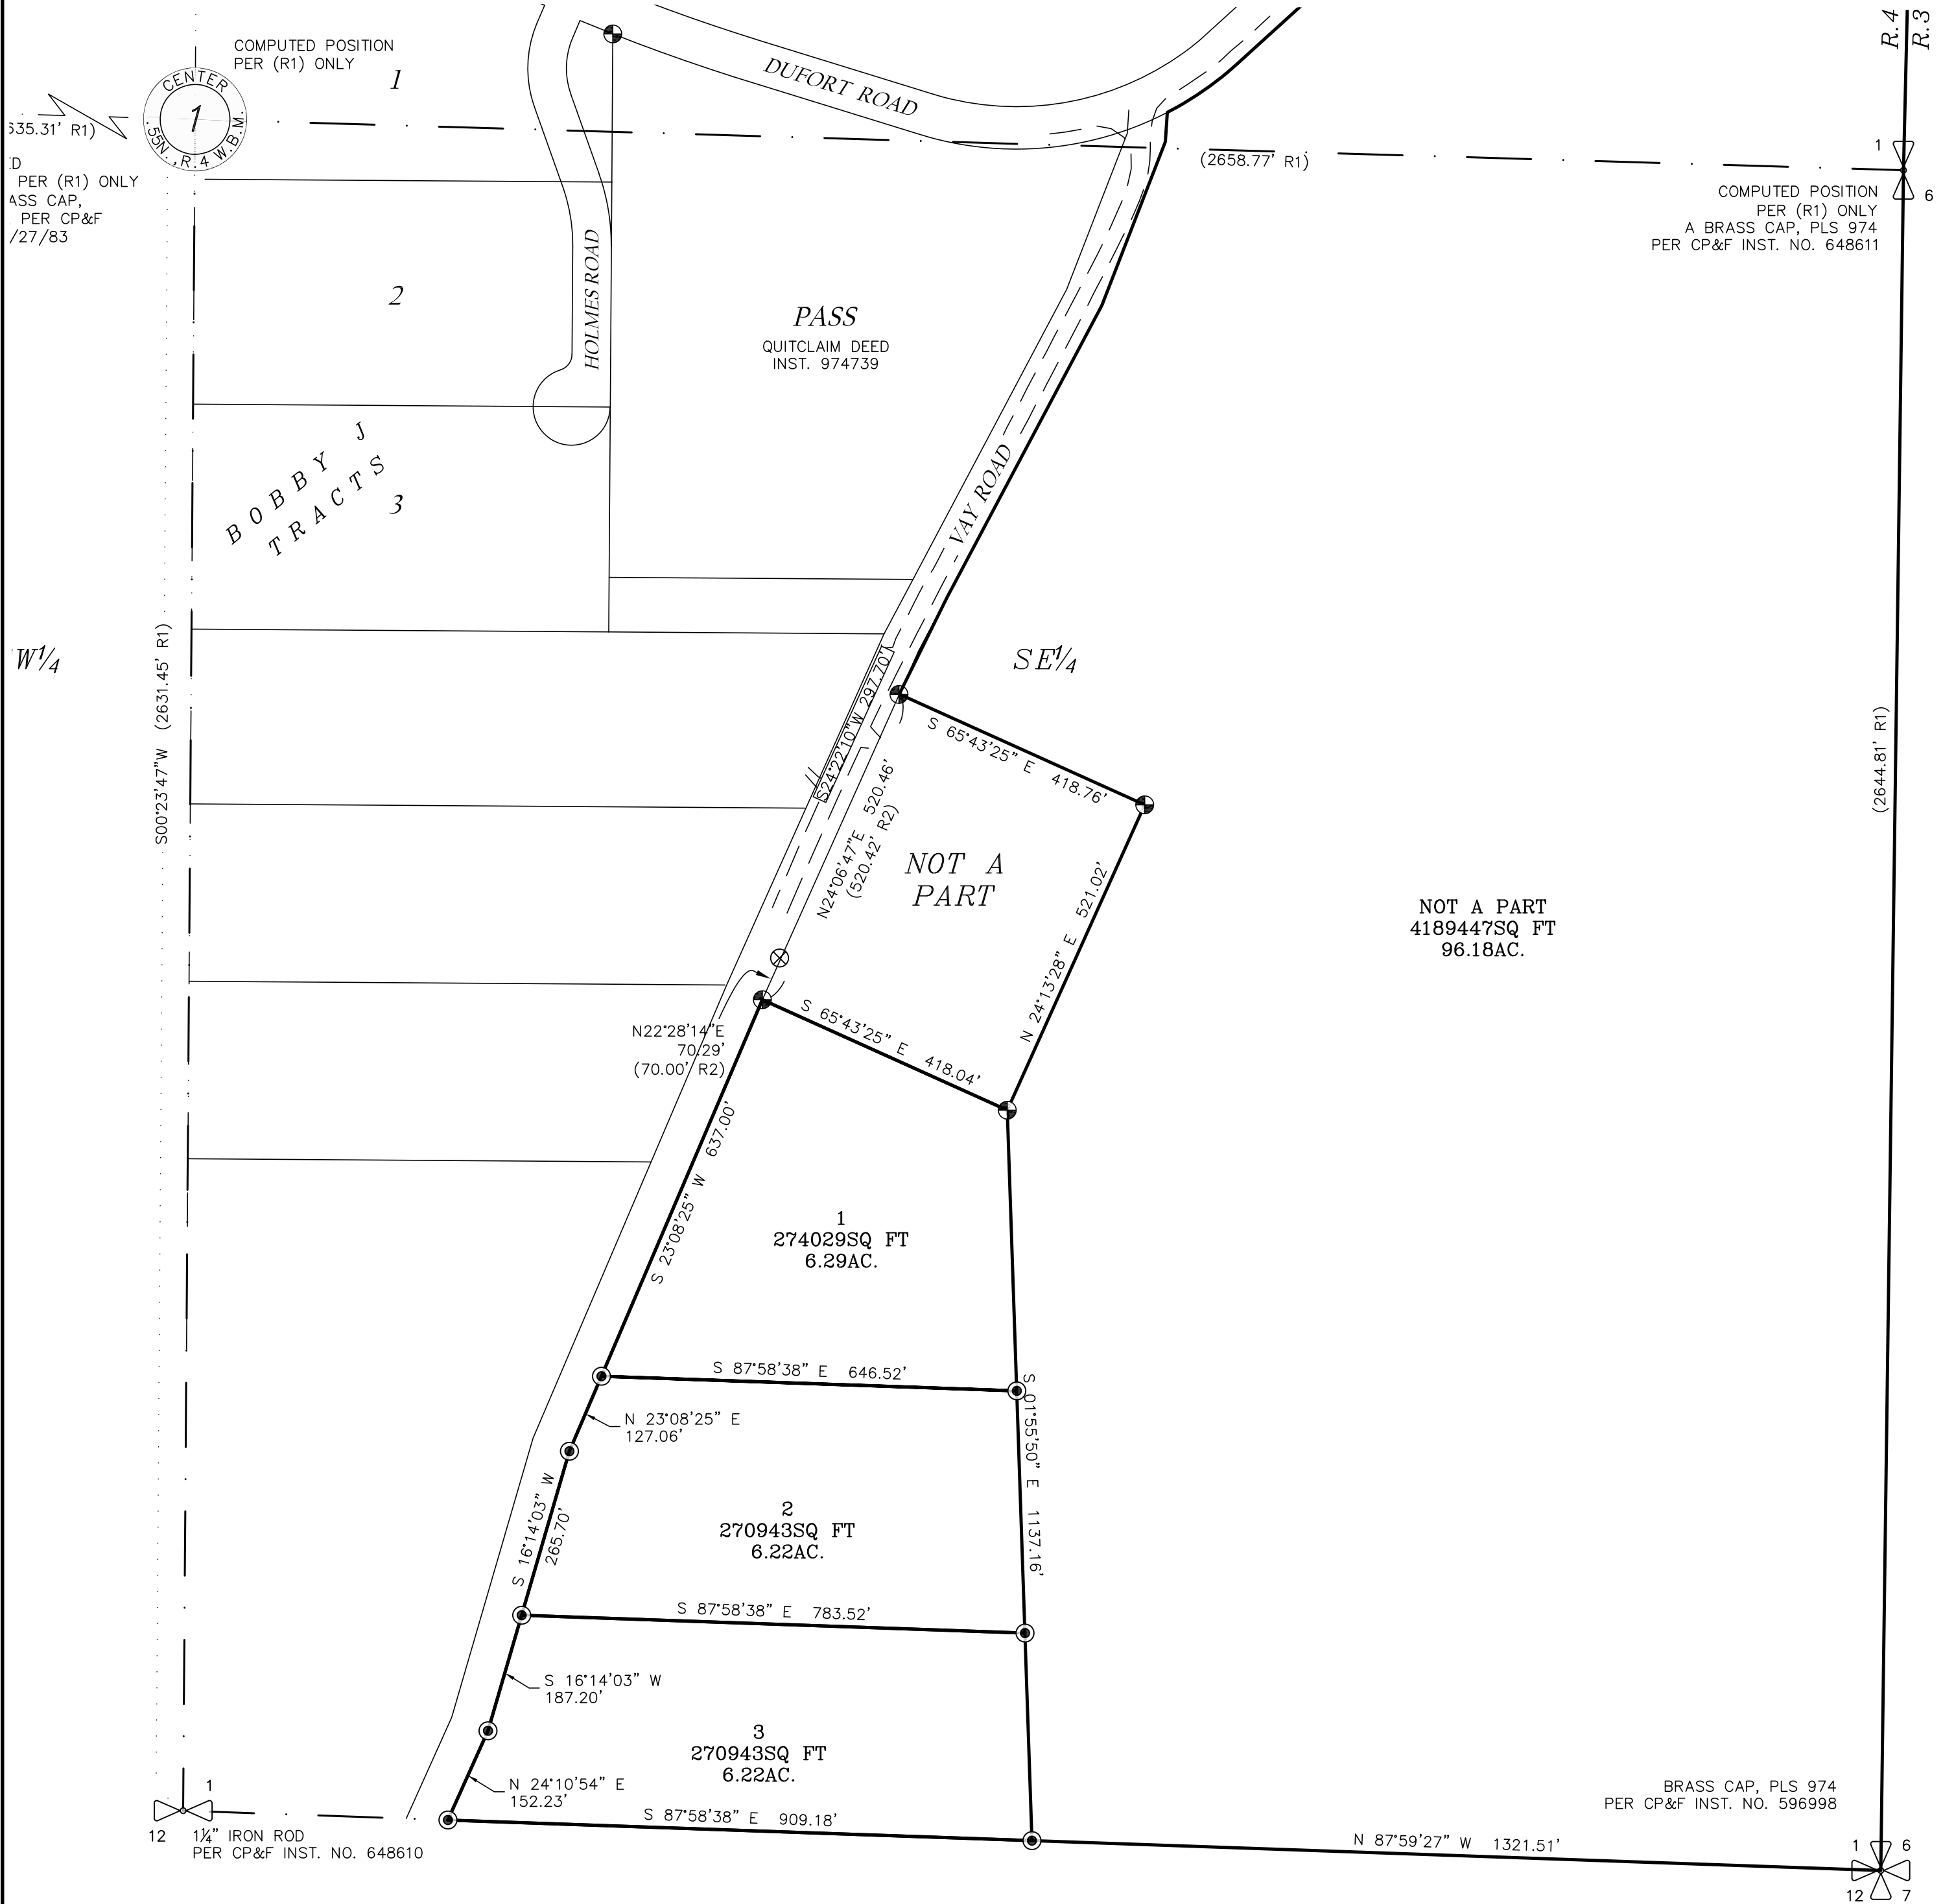 R.4
R.3
COMPUTED POSITION
PER (R1) ONLY
1
DUFORT ROAD
CENTER
1
.55N., R.4 W.B.M.
635.31' R1)
PER (R1) ONLY
ASS CAP,
PER CP&F
/27/83
(2658.77' R1)
1
6
COMPUTED POSITION
PER (R1) ONLY
A BRASS CAP, PLS 974
PER CP&F INST. NO. 648611
HOLMES ROAD
2
PASS
QUITCLAIM DEED
INST. 974739
BOBBY J
TRACTS
3
VAY ROAD
W1/4
SE1/4
S00°23'47"W (2631.45' R1)
S24°22'10"W 297.70'
S 65°43'25" E 418.76'
(2644.81' R1)
N24°06'47"E 520.46'
(520.42' R2)
NOT A
PART
N 24°13'28" E 521.02'
NOT A PART
4189447SQ FT
96.18AC.
N22°28'14"E
70.29'
(70.00' R2)
S 65°43'25" E 418.04'
S 23°08'25" W 637.00'
1
274029SQ FT
6.29AC.
S 87°58'38" E 646.52'
N 23°08'25" E
127.06'
S 01°55'50" E 1137.16'
S 16°14'03" W
265.70'
2
270943SQ FT
6.22AC.
S 87°58'38" E 783.52'
S 16°14'03" W
187.20'
3
270943SQ FT
6.22AC.
N 24°10'54" E
152.23'
S 87°58'38" E 909.18'
1
12
1¼" IRON ROD
PER CP&F INST. NO. 648610
BRASS CAP, PLS 974
PER CP&F INST. NO. 596998
N 87°59'27" W 1321.51'
1
6
12
7